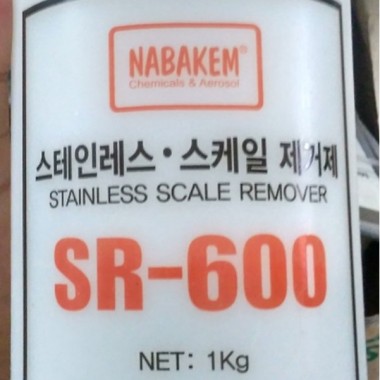 NABAKEM®
Chemicals & Aerosol
스테인레스・스케일 제거제
STAINLESS SCALE REMOVER
SR-600
NET: 1Kg